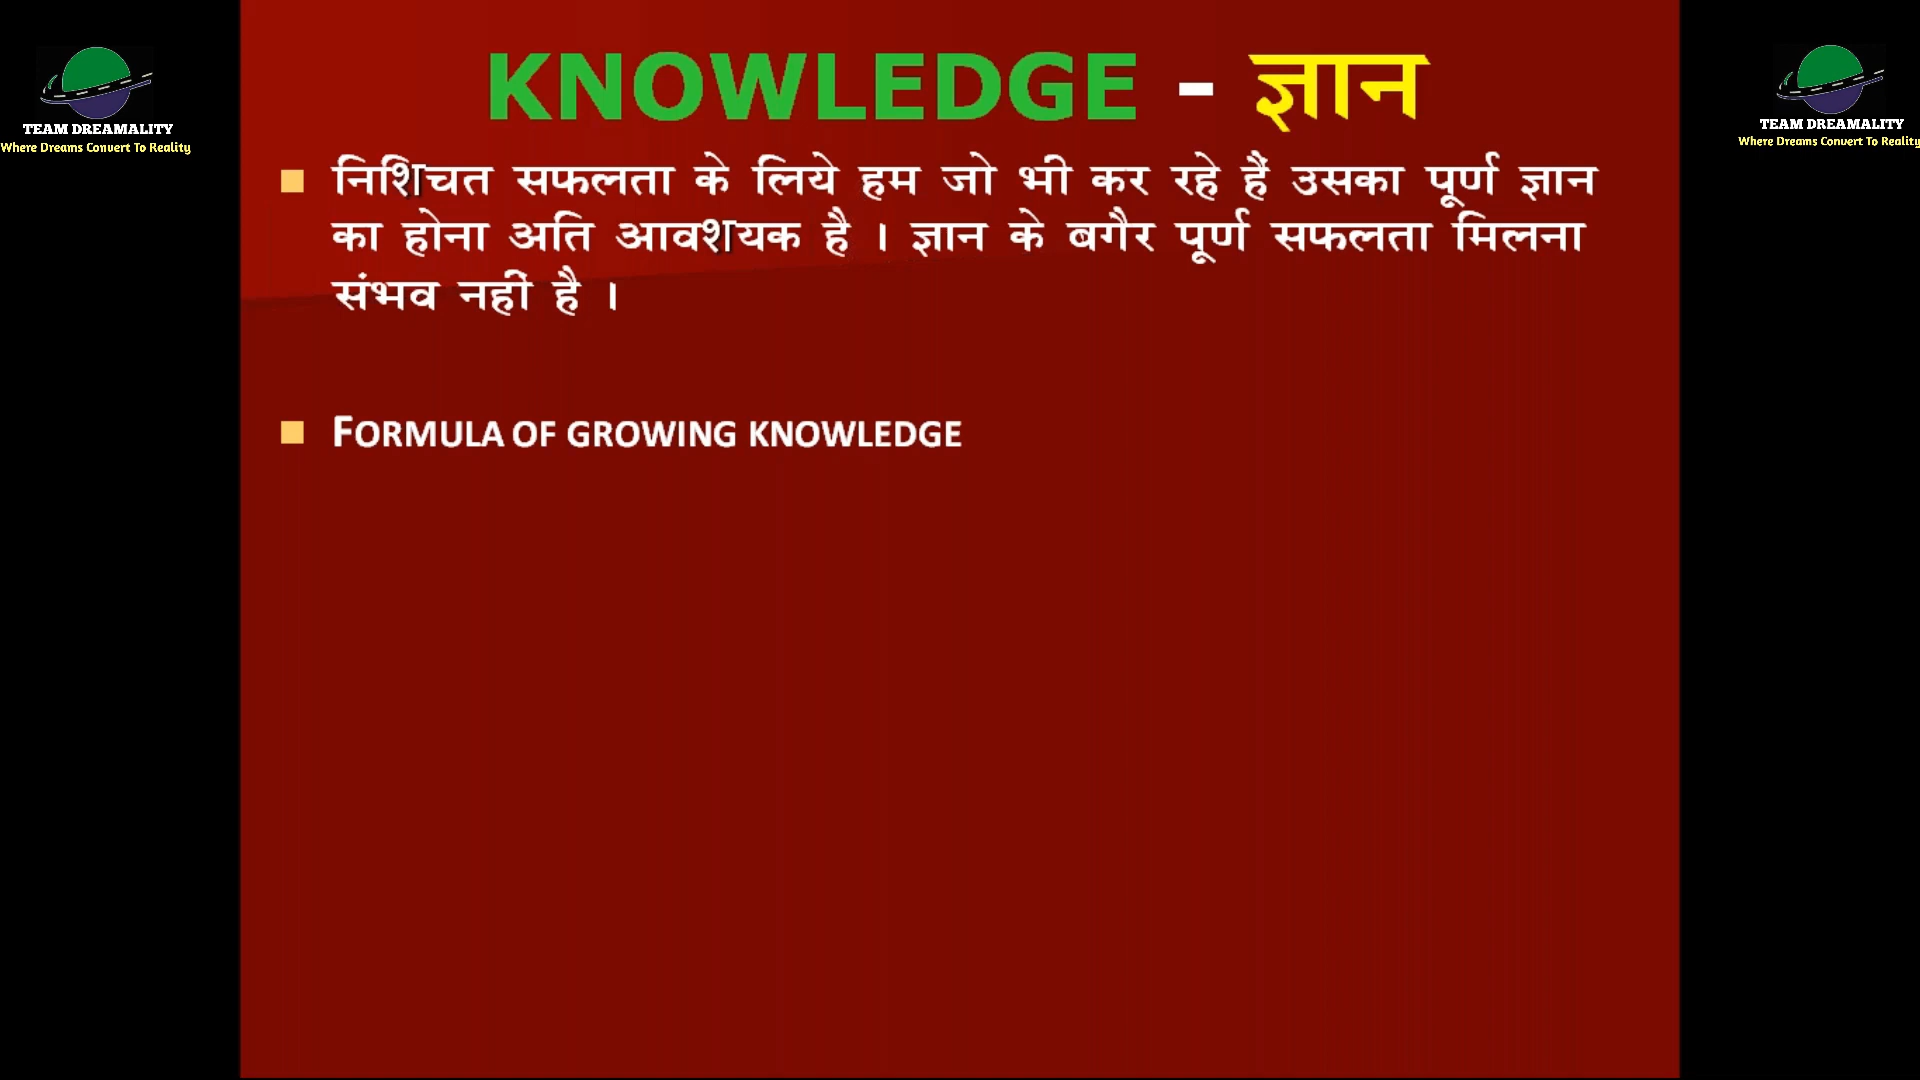 KNOWLEDGE - ज्ञान
TEAM DREAMALITY
Where Dreams Convert To Reality
TEAM DREAMALITY
Where Dreams Convert To Reality
निश्चित सफलता के लिये हम जो भी कर रहे हैं उसका पूर्ण ज्ञान
का होना अति आवश्यक है । ज्ञान के बगैर पूर्ण सफलता मिलना
संभव नहीं है ।
FORMULA OF GROWING KNOWLEDGE